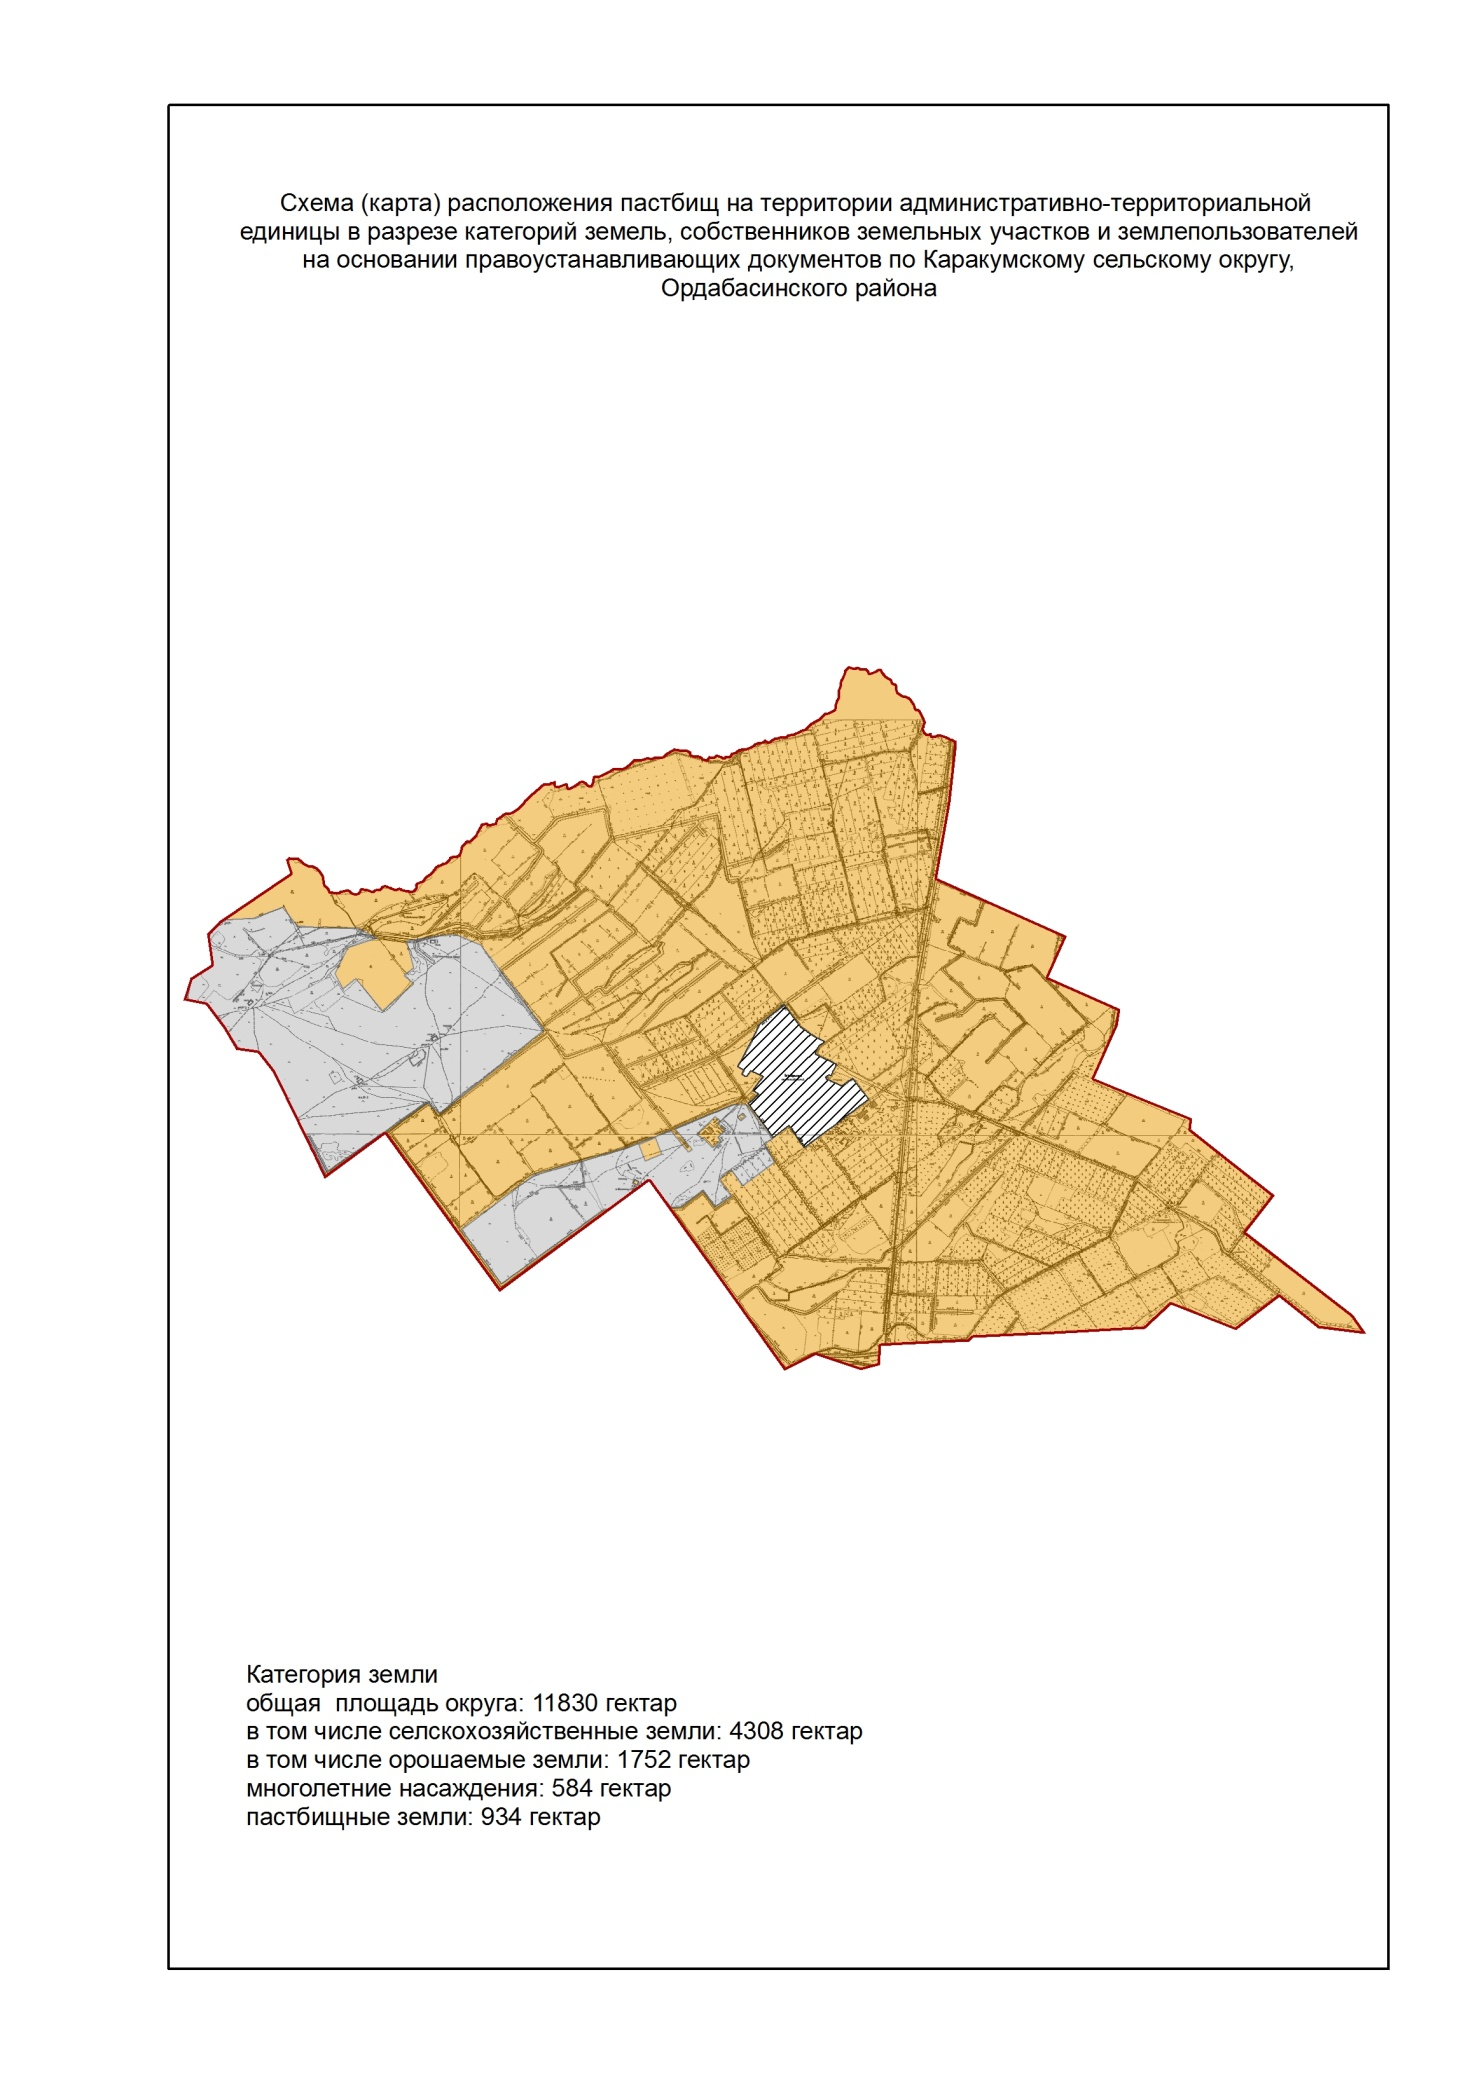 Схема (карта) расположения пастбищ на территории административно-территориальной
единицы в разрезе категорий земель, собственников земельных участков и землепользователей
на основании правоустанавливающих документов по Каракумскому сельскому округу,
Ордабасинского района
Категория земли
общая площадь округа: 11830 гектар
в том числе селскохозяйственные земли: 4308 гектар
в том числе орошаемые земли: 1752 гектар
многолетние насаждения: 584 гектар
пастбищные земли: 934 гектар